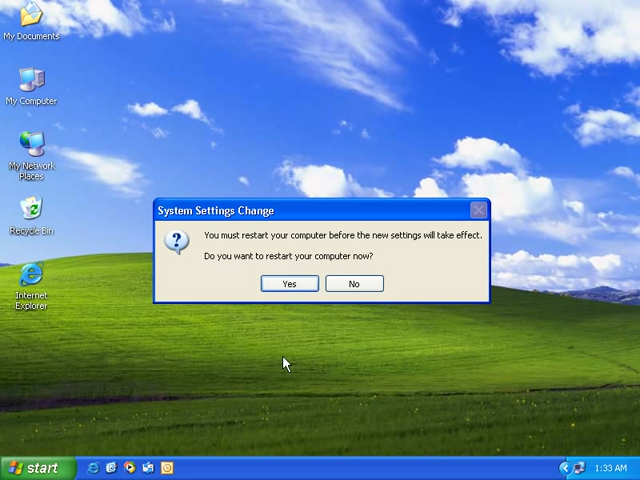 My Documents
My Computer
My Network
Places
Recycle Bin
Internet
Explorer
System Settings Change
You must restart your computer before the new settings will take effect.
Do you want to restart your computer now?
Yes
No
start
1:33 AM